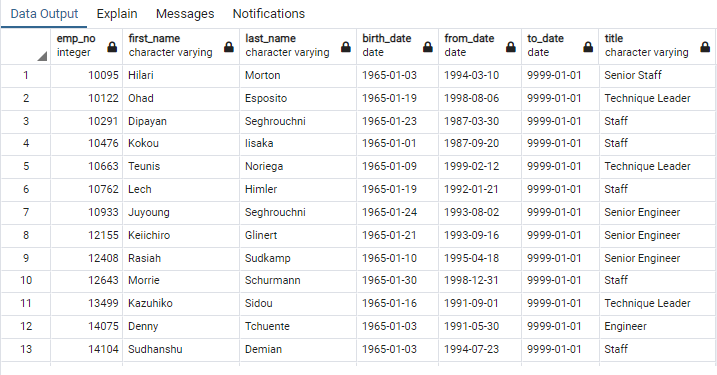 Data Output Explain Messages Notifications
emp_no first_name last_name birth_date from_date to_date title
integer character varying character varying date date date character varying
1 10095 Hilari Morton 1965-01-03 1994-03-10 9999-01-01 Senior Staff
2 10122 Ohad Esposito 1965-01-19 1998-08-06 9999-01-01 Technique Leader
3 10291 Dipayan Seghrouchni 1965-01-23 1987-03-30 9999-01-01 Staff
4 10476 Kokou Iisaka 1965-01-01 1987-09-20 9999-01-01 Staff
5 10663 Teunis Noriega 1965-01-09 1999-02-12 9999-01-01 Technique Leader
6 10762 Lech Himler 1965-01-19 1992-01-21 9999-01-01 Staff
7 10933 Juyoung Seghrouchni 1965-01-24 1993-08-02 9999-01-01 Senior Engineer
8 12155 Keiichiro Glinert 1965-01-21 1993-09-16 9999-01-01 Senior Engineer
9 12408 Rasiah Sudkamp 1965-01-10 1995-04-18 9999-01-01 Senior Engineer
10 12643 Morrie Schurmann 1965-01-30 1998-12-31 9999-01-01 Staff
11 13499 Kazuhiko Sidou 1965-01-16 1991-09-01 9999-01-01 Technique Leader
12 14075 Denny Tchuente 1965-01-03 1991-05-30 9999-01-01 Engineer
13 14104 Sudhanshu Demian 1965-01-03 1994-07-23 9999-01-01 Staff